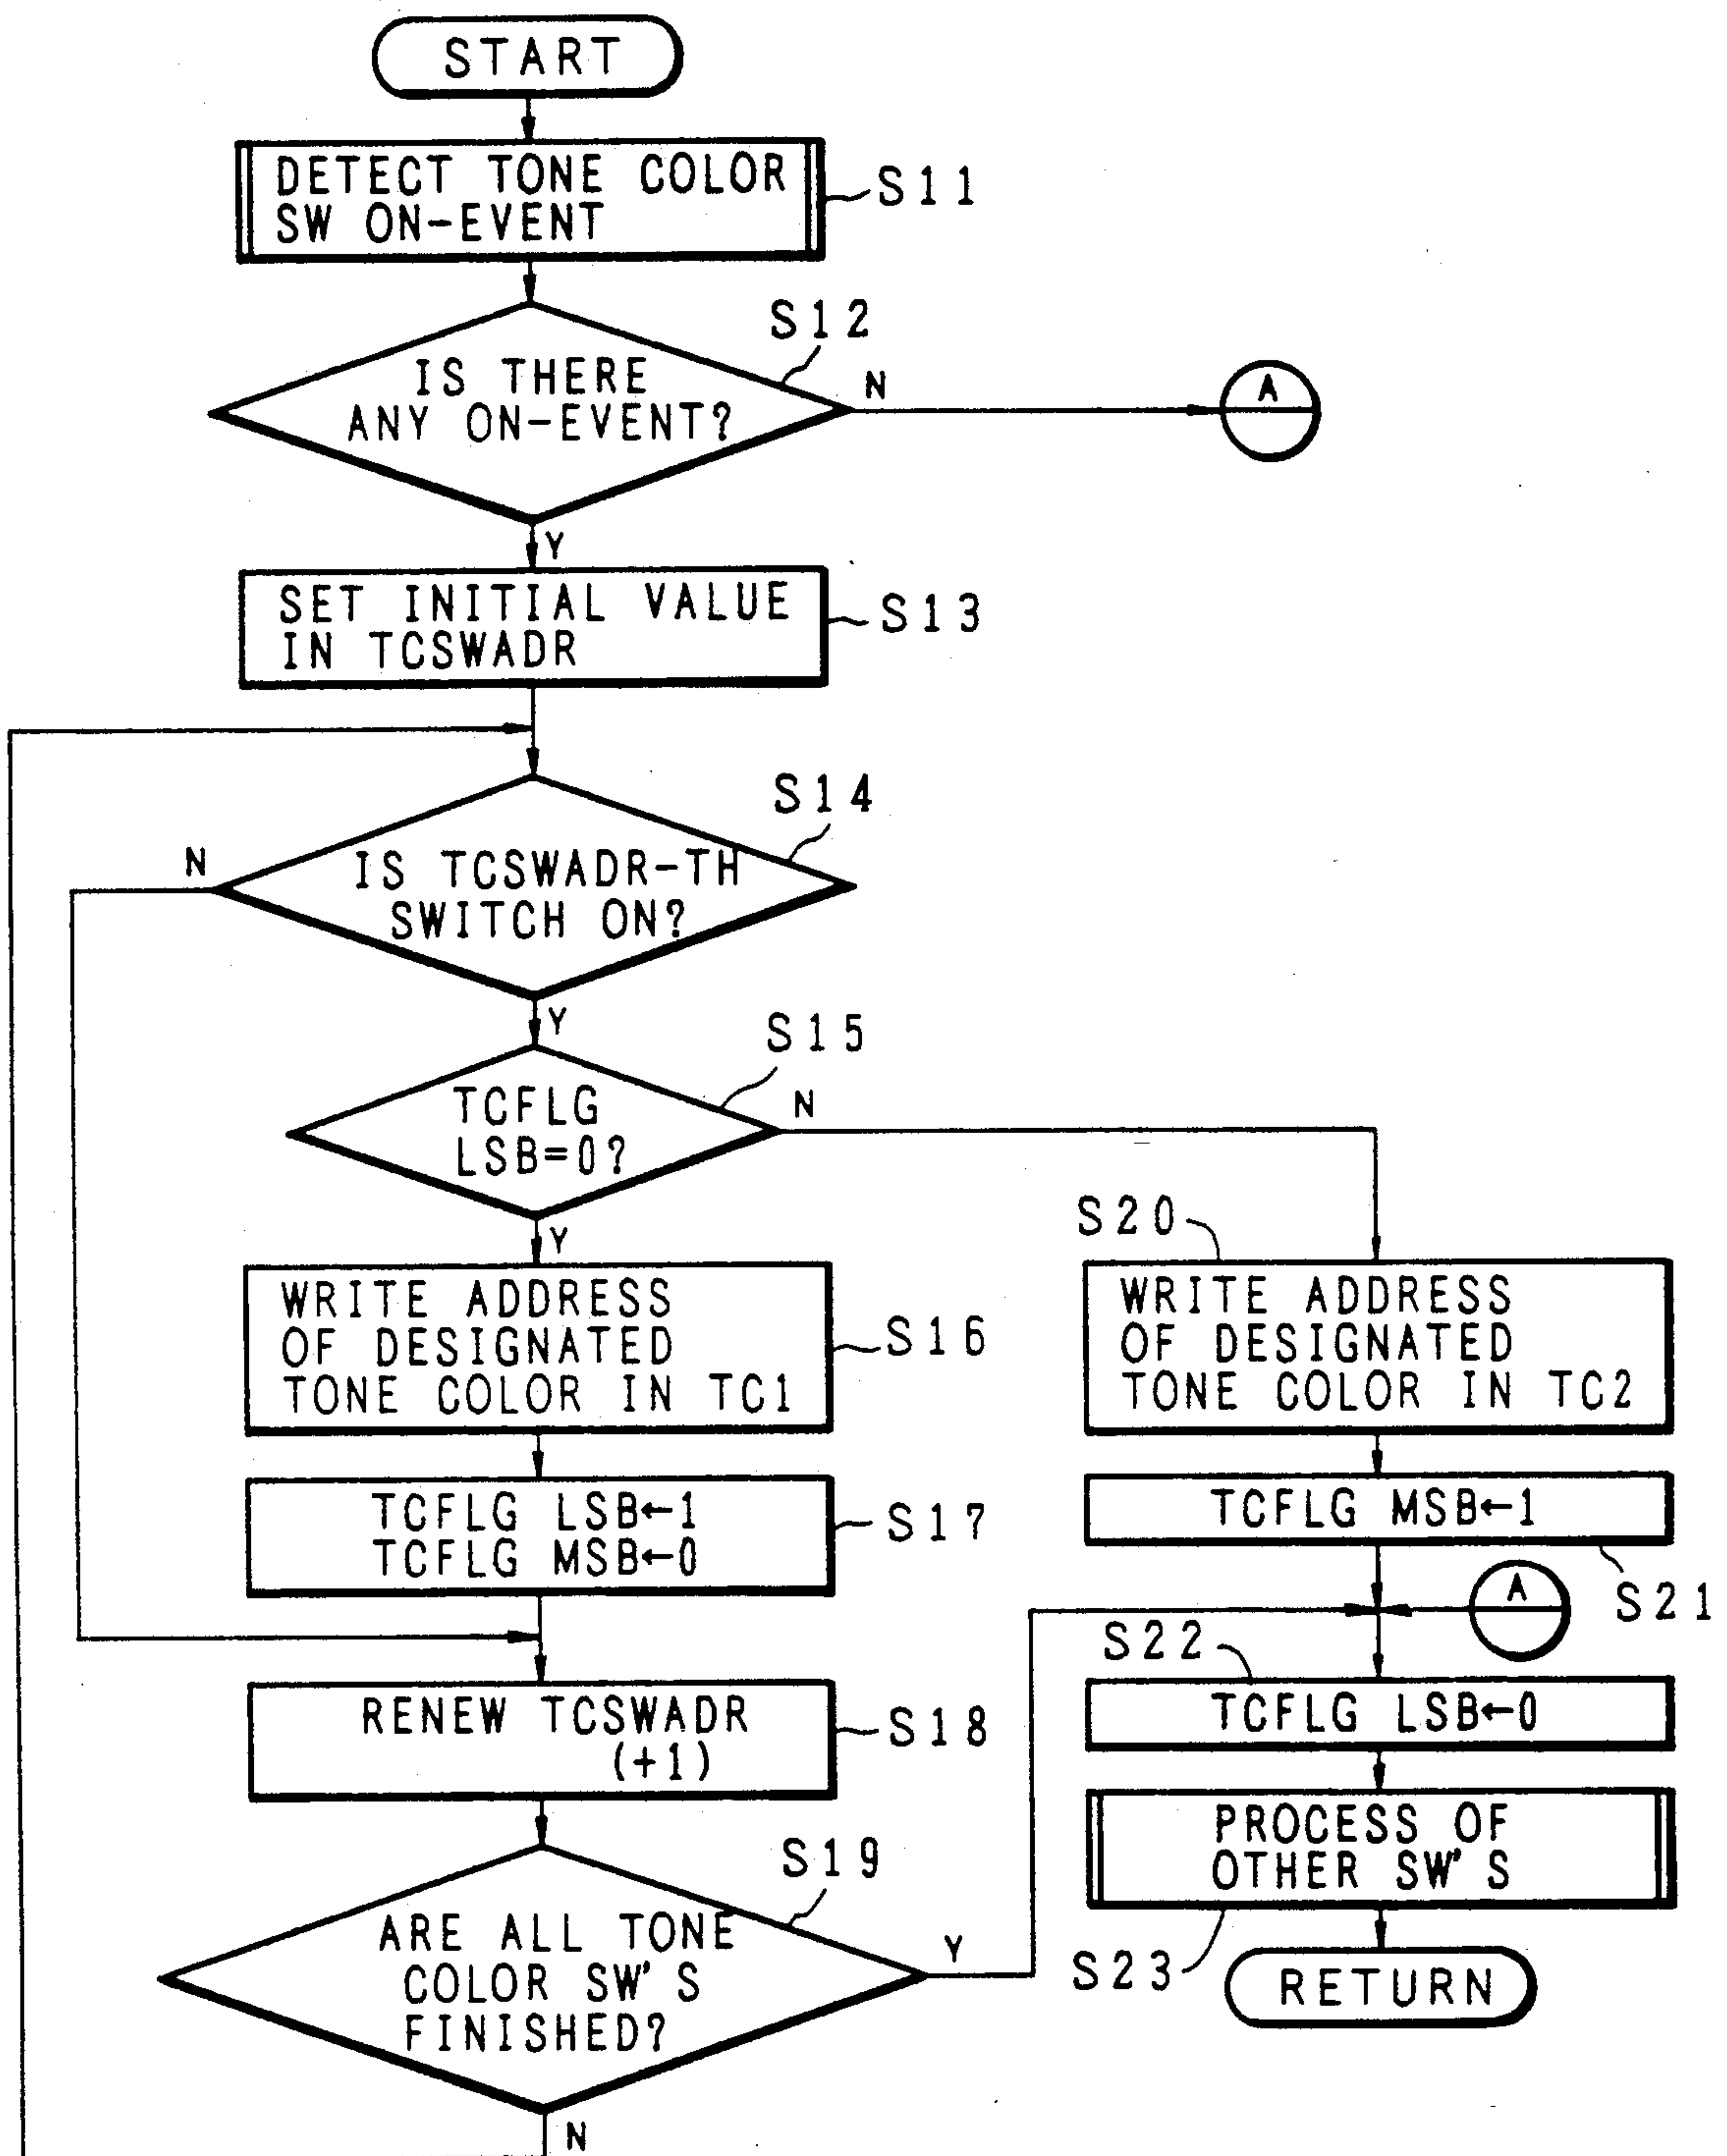 START
DETECT TONE COLOR
SW ON-EVENT
S11
S12
IS THERE
ANY ON-EVENT?
N
A
Y
SET INITIAL VALUE
IN TCSWADR
S13
S14
N
IS TCSWADR-TH
SWITCH ON?
Y
S15
TCFLG
LSB=0?
N
Y
S20
WRITE ADDRESS
OF DESIGNATED
TONE COLOR IN TC1
S16
WRITE ADDRESS
OF DESIGNATED
TONE COLOR IN TC2
TCFLG LSB←1
TCFLG MSB←0
S17
TCFLG MSB←1
S21
A
S22
RENEW TCSWADR
(+1)
S18
TCFLG LSB←0
S19
ARE ALL TONE
COLOR SW'S
FINISHED?
Y
N
PROCESS OF
OTHER SW'S
S23
RETURN